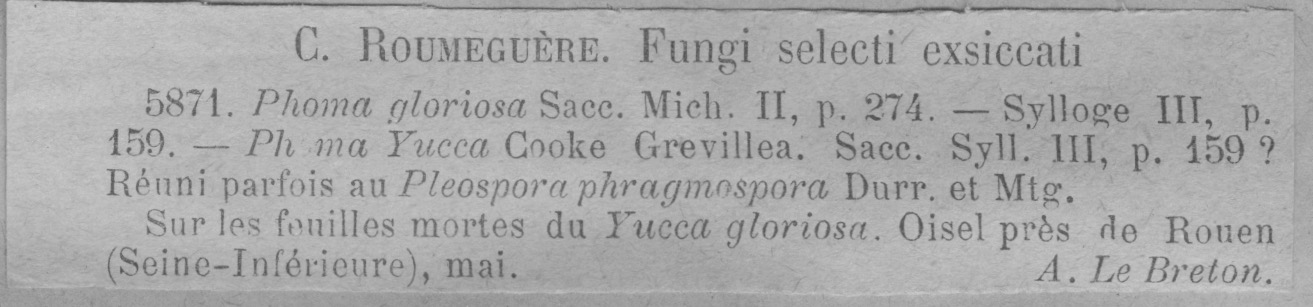 C. ROUMEGUÈRE. Fungi selecti exsiccati
5871. Phoma gloriosa Sacc. Mich. II, p. 274. — Sylloge III, p.
159. — Ph ma Yucca Cooke Grevillea. Sacc. Syll. III, p. 159 ?
Réuni parfois au Pleospora phragmospora Durr. et Mtg.
Sur les feuilles mortes du Yucca gloriosa. Oisel près de Rouen
(Seine-Inférieure), mai. A. Le Breton.